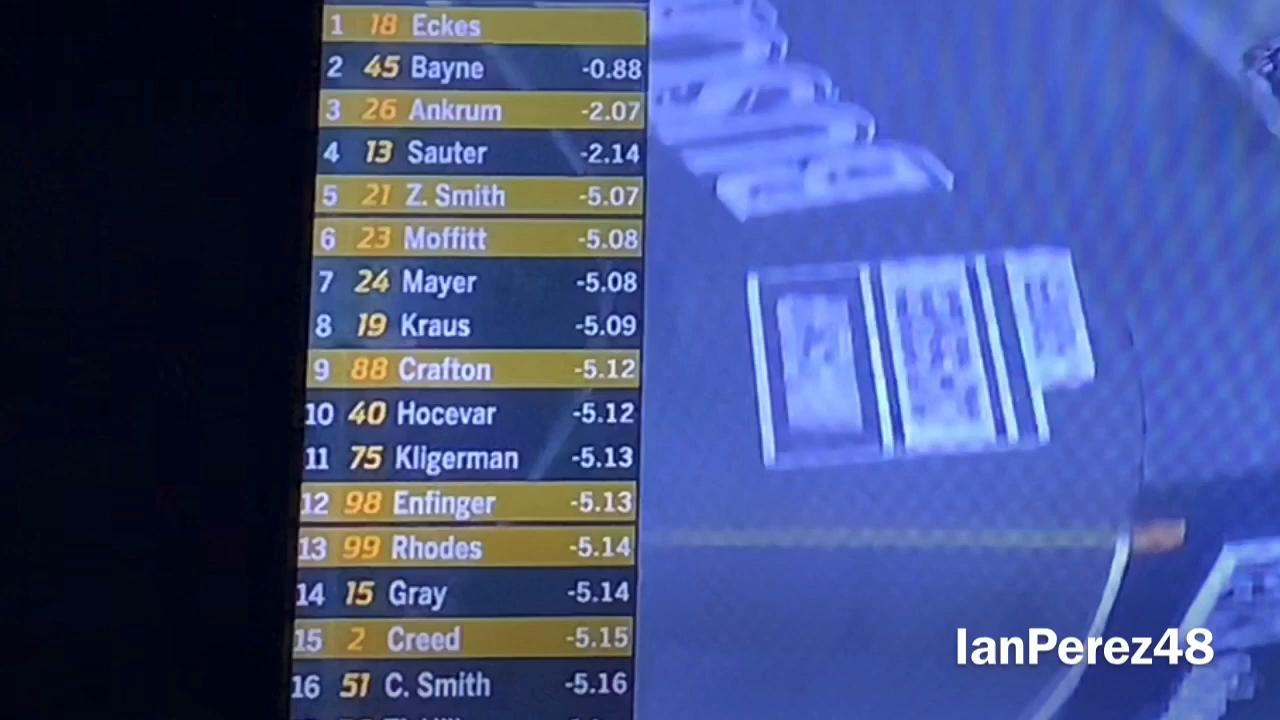 1 18 Eckes
2 45 Bayne -0.88
3 26 Ankrum -2.07
4 13 Sauter -2.14
5 21 Z. Smith -5.07
6 23 Moffitt -5.08
7 24 Mayer -5.08
8 19 Kraus -5.09
9 88 Crafton -5.12
10 40 Hocevar -5.12
11 75 Kligerman -5.13
12 98 Enfinger -5.13
13 99 Rhodes -5.14
14 15 Gray -5.14
15 2 Creed -5.15
16 51 C. Smith -5.16
IanPerez48